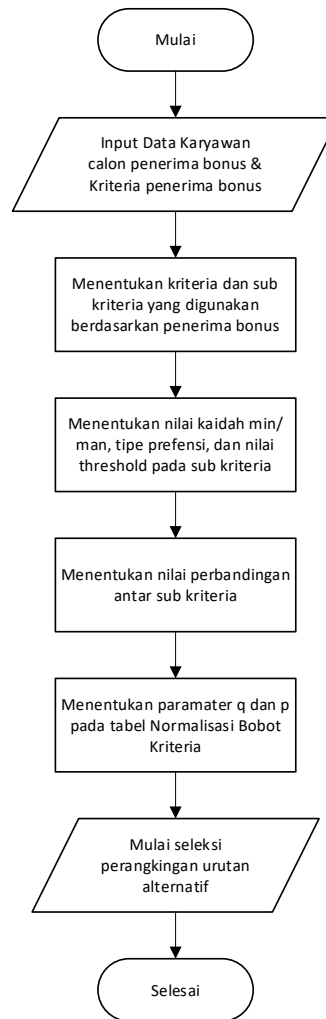 Mulai
Input Data Karyawan
calon penerima bonus &
Kriteria penerima bonus
Menentukan kriteria dan sub
kriteria yang digunakan
berdasarkan penerima bonus
Menentukan nilai kaidah min/
man, tipe prefensi, dan nilai
threshold pada sub kriteria
Menentukan nilai perbandingan
antar sub kriteria
Menentukan paramater q dan p
pada tabel Normalisasi Bobot
Kriteria
Mulai seleksi
perangkingan urutan
alternatif
Selesai